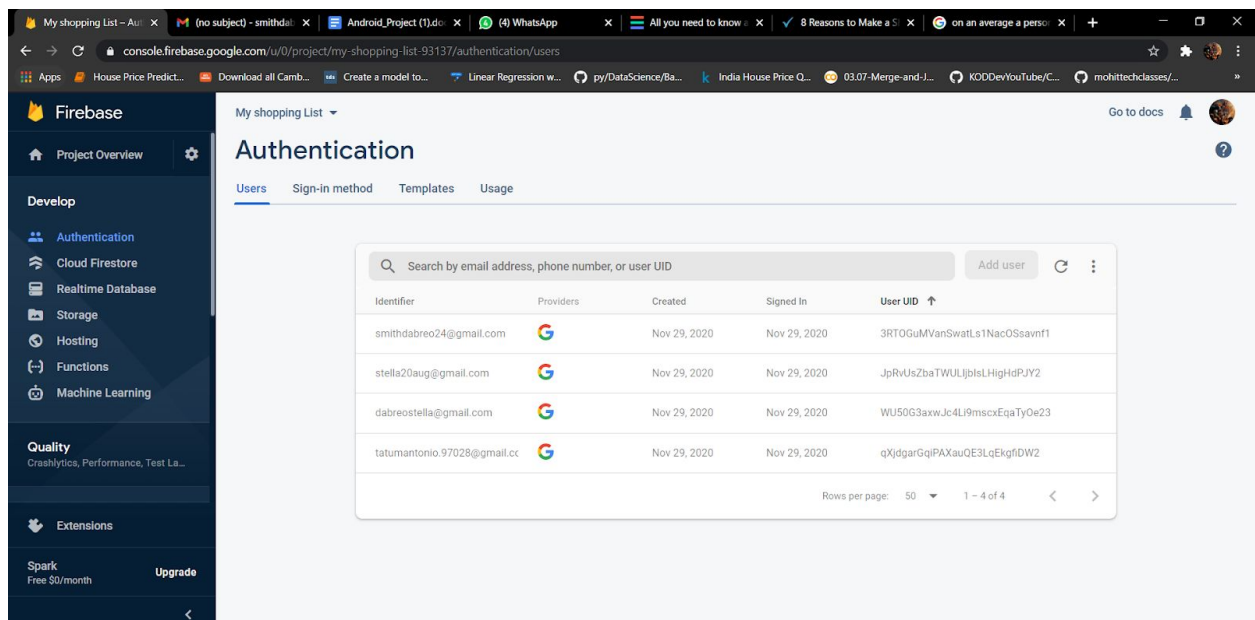 My shopping List – Aut
(no subject) - smithdab
Android_Project (1).do
(4) WhatsApp
All you need to know a
8 Reasons to Make a S
on an average a person
console.firebase.google.com/u/0/project/my-shopping-list-93137/authentication/users
Apps
House Price Predict...
Download all Camb...
Create a model to...
Linear Regression w...
py/DataScience/Ba...
India House Price Q...
03.07-Merge-and-J...
KODDevYouTube/C...
mohittechclasses/...
»
Firebase
Project Overview
Develop
Authentication
Cloud Firestore
Realtime Database
Storage
Hosting
Functions
Machine Learning
Quality
Crashlytics, Performance, Test La...
Extensions
Spark
Free $0/month
Upgrade
My shopping List
Go to docs
Authentication
Users Sign-in method Templates Usage
Search by email address, phone number, or user UID
Add user
Identifier Providers Created Signed In User UID
smithdabreo24@gmail.com Nov 29, 2020 Nov 29, 2020 3RTOGuMVanSwatLs1NacOSsavnf1
stella20aug@gmail.com Nov 29, 2020 Nov 29, 2020 JpRvUsZbaTWULIjbIsLHigHdPJY2
dabreostella@gmail.com Nov 29, 2020 Nov 29, 2020 WU50G3axwJc4Li9mscxEqaTyOe23
tatumantonio.97028@gmail.cc Nov 29, 2020 Nov 29, 2020 qXjdgarGqiPAXauQE3LqEkgfiDW2
Rows per page: 50 1 – 4 of 4